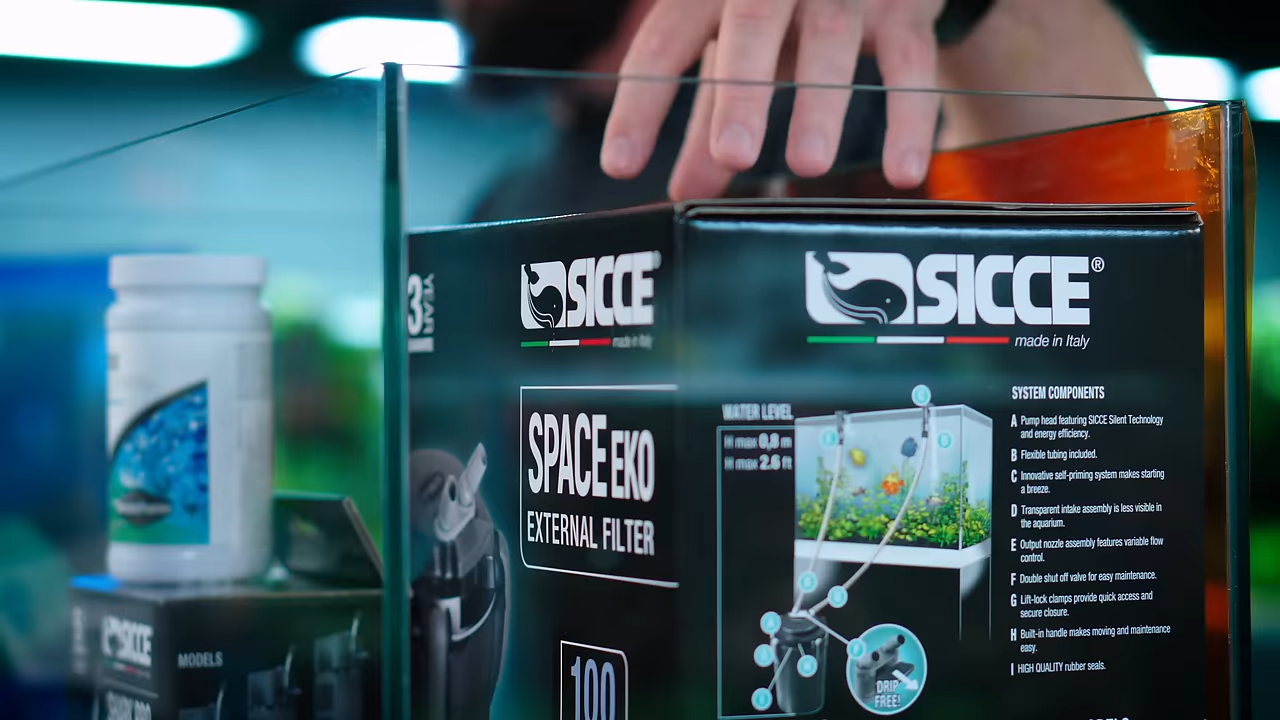 3
YEAR
SICCE
made in Italy
SPACE EKO
EXTERNAL FILTER
100
SICCE®
made in Italy
WATER LEVEL
H max 0,8 m
H max 2.6 ft
DRIP
FREE!
SYSTEM COMPONENTS
A Pump head featuring SICCE Silent Technology
and energy efficiency.
B Flexible tubing included.
C Innovative self-priming system makes starting
a breeze.
D Transparent intake assembly is less visible in
the aquarium.
E Output nozzle assembly features variable flow
control.
F Double shut off valve for easy maintenance.
G Lift-lock clamps provide quick access and
secure closure.
H Built-in handle makes moving and maintenance
easy.
I HIGH QUALITY rubber seals.
SICCE
MODELS